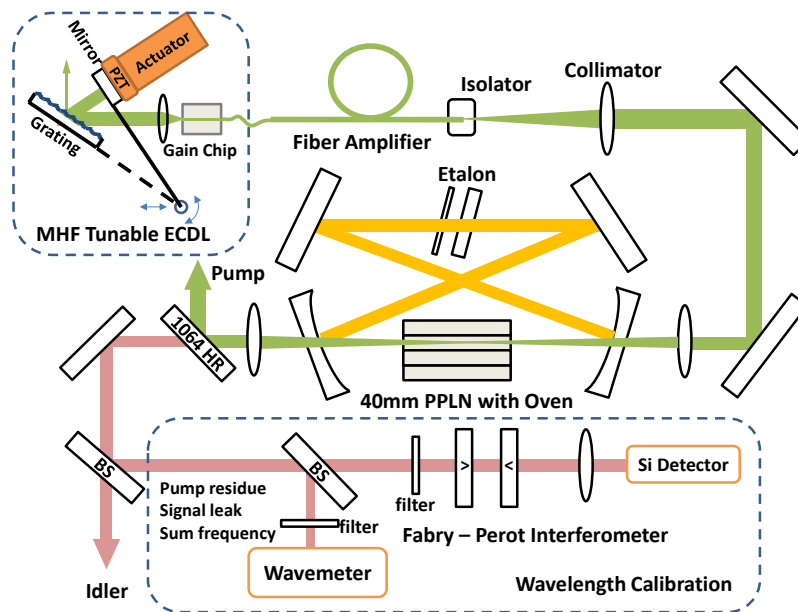 Mirror
PZT
Actuator
Grating
Gain Chip
MHF Tunable ECDL
Fiber Amplifier
Isolator
Collimator
Etalon
Pump
1064 HR
40mm PPLN with Oven
BS
BS
Pump residue
Signal leak
Sum frequency
filter
filter
> <
Si Detector
Fabry – Perot Interferometer
Wavemeter
Idler
Wavelength Calibration